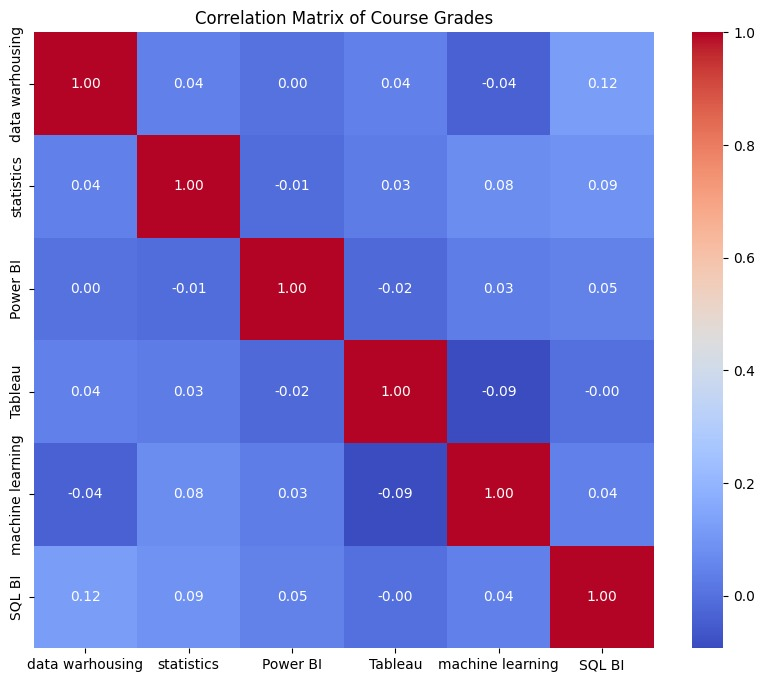 Correlation Matrix of Course Grades
data warhousing 1.00 0.04 0.00 0.04 -0.04 0.12
statistics 0.04 1.00 -0.01 0.03 0.08 0.09
Power BI 0.00 -0.01 1.00 -0.02 0.03 0.05
Tableau 0.04 0.03 -0.02 1.00 -0.09 -0.00
machine learning -0.04 0.08 0.03 -0.09 1.00 0.04
SQL BI 0.12 0.09 0.05 -0.00 0.04 1.00
data warhousing statistics Power BI Tableau machine learning SQL BI
1.0
0.8
0.6
0.4
0.2
0.0